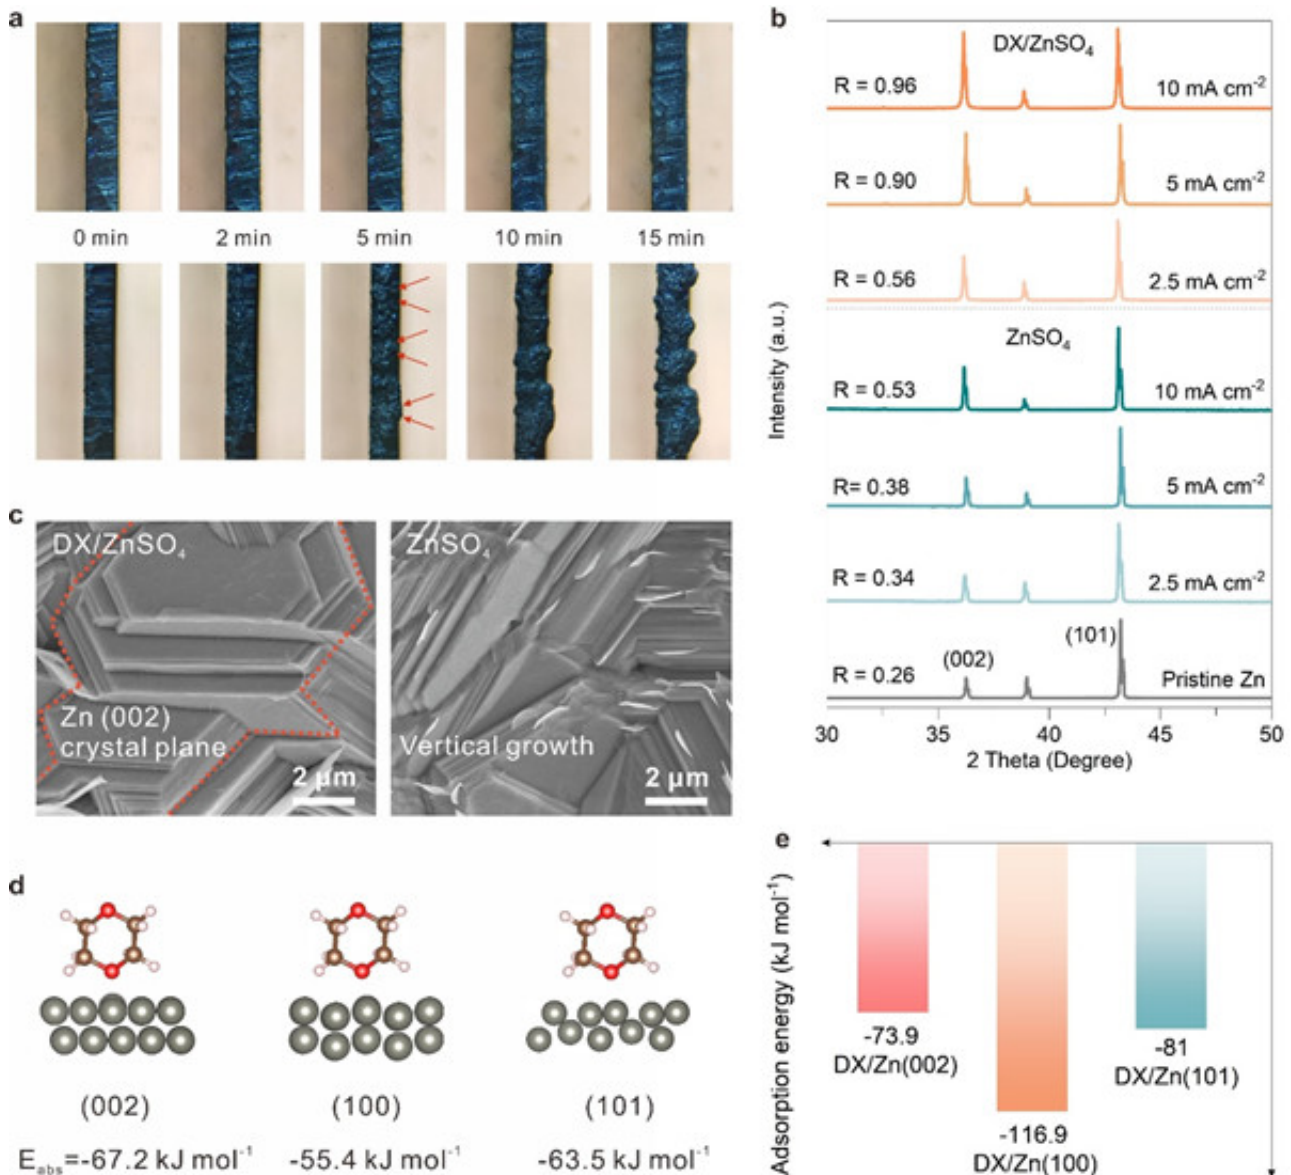 a
0 min
2 min
5 min
10 min
15 min
b
DX/ZnSO₄
R = 0.96
10 mA cm⁻²
R = 0.90
5 mA cm⁻²
R = 0.56
2.5 mA cm⁻²
ZnSO₄
R = 0.53
10 mA cm⁻²
R= 0.38
5 mA cm⁻²
R = 0.34
2.5 mA cm⁻²
(002)
(101)
R = 0.26
Pristine Zn
Intensity (a.u.)
30
35
40
45
50
2 Theta (Degree)
c
DX/ZnSO₄
Zn (002)
crystal plane
2 μm
ZnSO₄
Vertical growth
2 μm
d
(002)
(100)
(101)
Eₐbₛ=-67.2 kJ mol⁻¹
-55.4 kJ mol⁻¹
-63.5 kJ mol⁻¹
e
Adsorption energy (kJ mol⁻¹)
-73.9
DX/Zn(002)
-116.9
DX/Zn(100)
-81
DX/Zn(101)